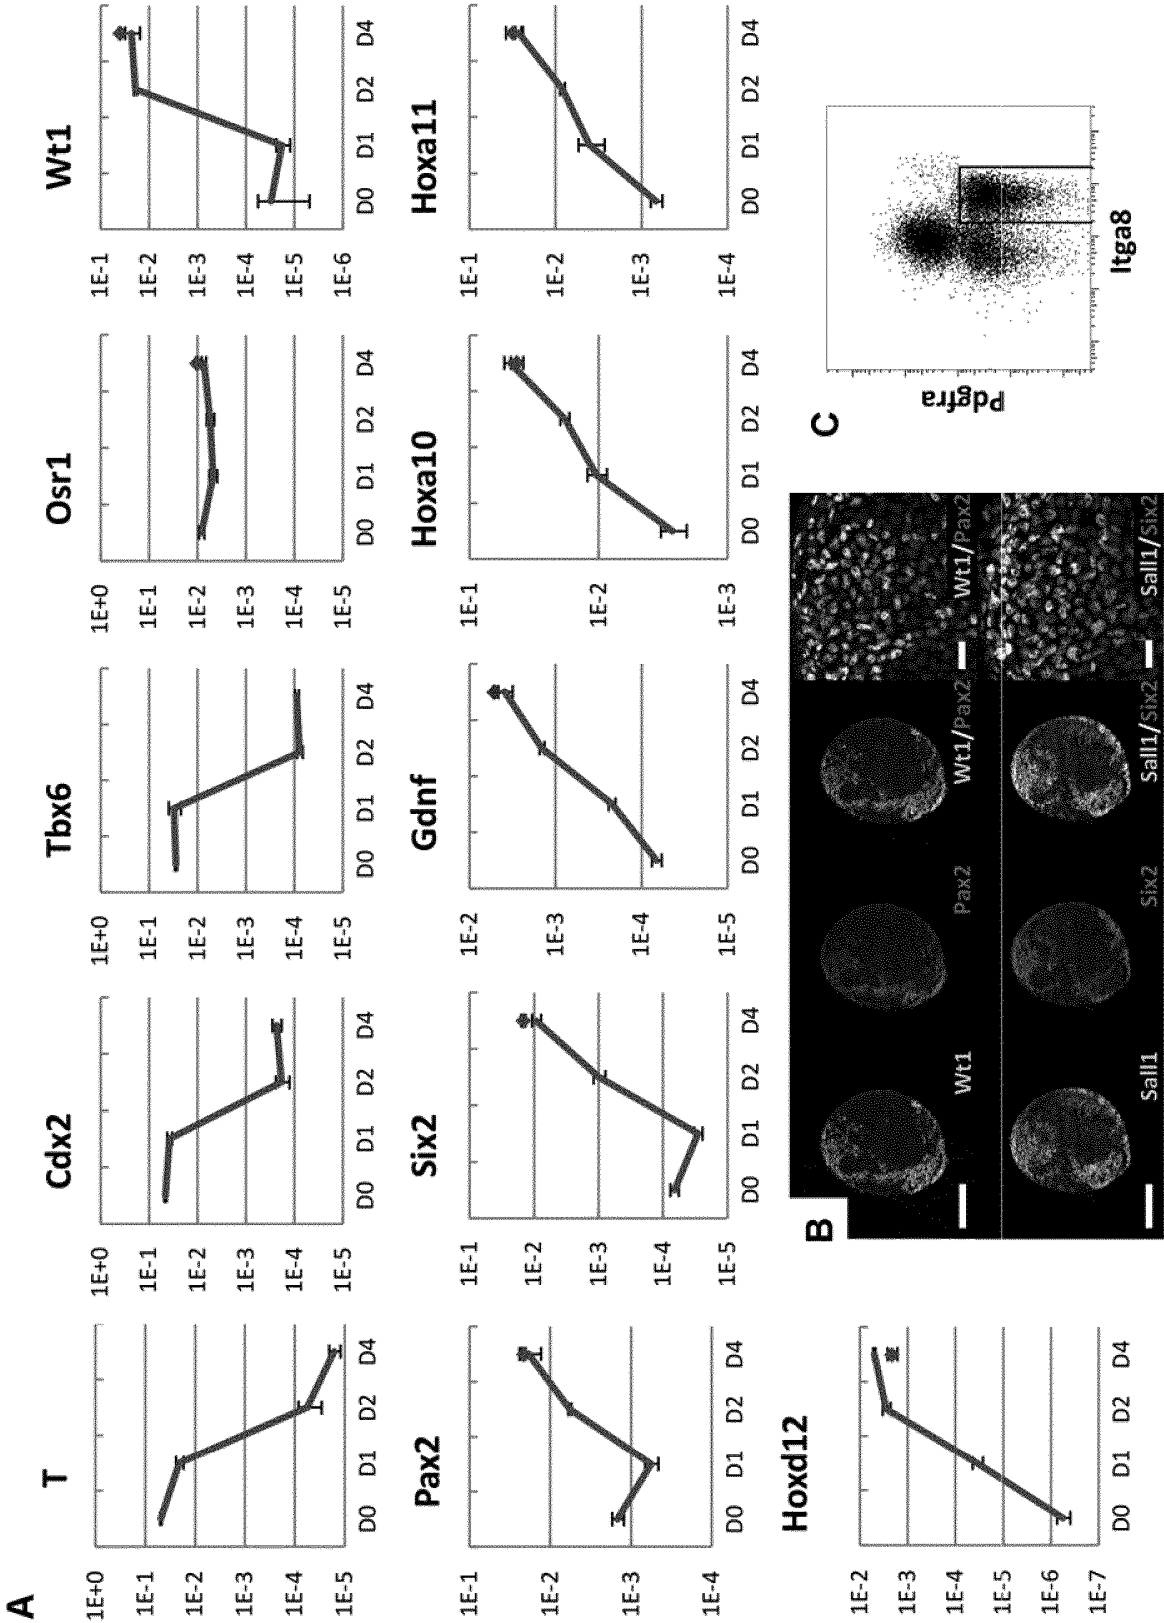 A
T
1E+0
1E-1
1E-2
1E-3
1E-4
1E-5
D0 D1 D2 D4
Cdx2
1E+0
1E-1
1E-2
1E-3
1E-4
1E-5
D0 D1 D2 D4
Tbx6
1E+0
1E-1
1E-2
1E-3
1E-4
1E-5
D0 D1 D2 D4
Osr1
1E+0
1E-1
1E-2
1E-3
1E-4
1E-5
D0 D1 D2 D4
Wt1
1E-1
1E-2
1E-3
1E-4
1E-5
1E-6
D0 D1 D2 D4
Pax2
1E-1
1E-2
1E-3
1E-4
D0 D1 D2 D4
Six2
1E-1
1E-2
1E-3
1E-4
1E-5
D0 D1 D2 D4
Gdnf
1E-2
1E-3
1E-4
1E-5
D0 D1 D2 D4
Hoxa10
1E-1
1E-2
1E-3
D0 D1 D2 D4
Hoxa11
1E-1
1E-2
1E-3
1E-4
D0 D1 D2 D4
Hoxd12
1E-2
1E-3
1E-4
1E-5
1E-6
1E-7
D0 D1 D2 D4
B
Wt1 Pax2 Wt1/Pax2 Wt1/Pax2
Sall1 Six2 Sall1/Six2 Sall1/Six2
C
Pdgfra
Itga8